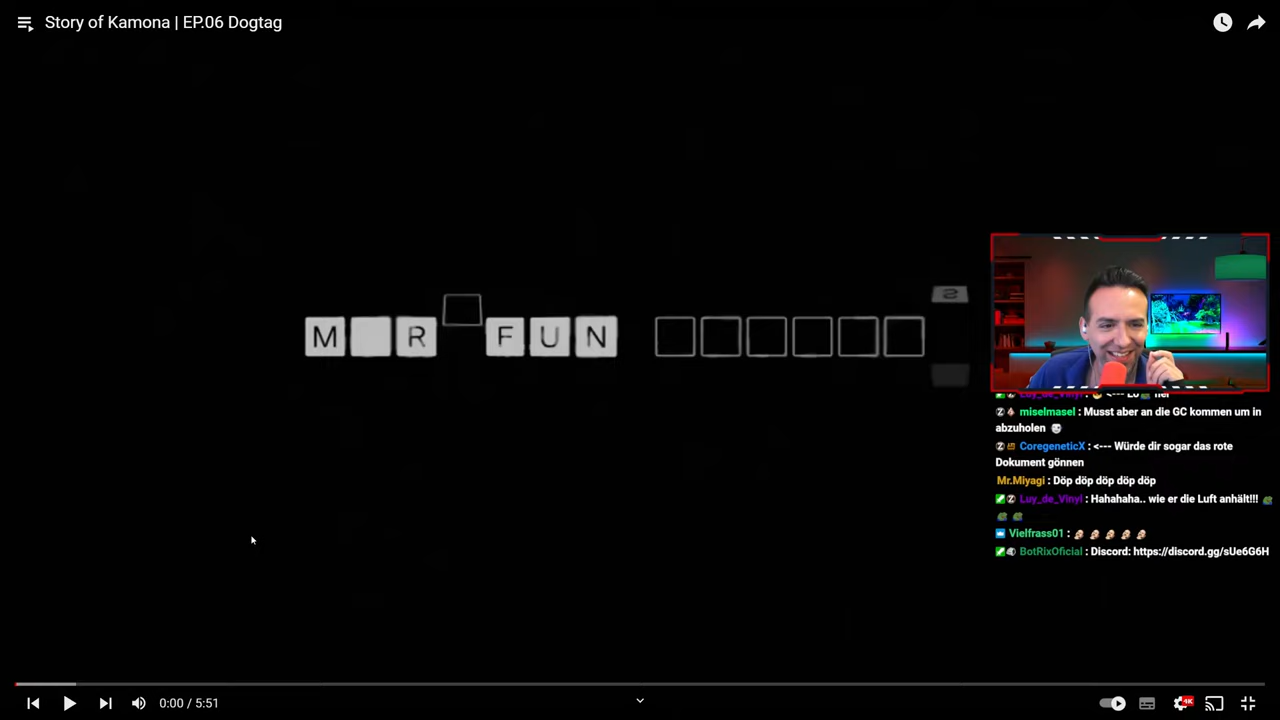 Story of Kamona | EP.06 Dogtag
M R FUN
S
miselmasel : Musst aber an die GC kommen um in
abzuholen
CoregeneticX : <--- Würde dir sogar das rote
Dokument gönnen
Mr.Miyagi : Döp döp döp döp döp
Luy_de_Vinyl : Hahahaha.. wie er die Luft anhält!!!
Vielfrass01 :
BotRixOficial : Discord: https://discord.gg/sUe6G6H
0:00 / 5:51
4K